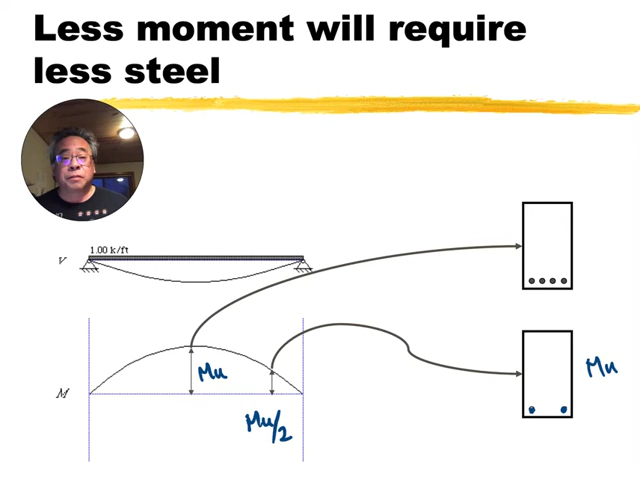 Less moment will require
less steel
1.00 k/ft
V
M
Mu
Mu/2
Mu